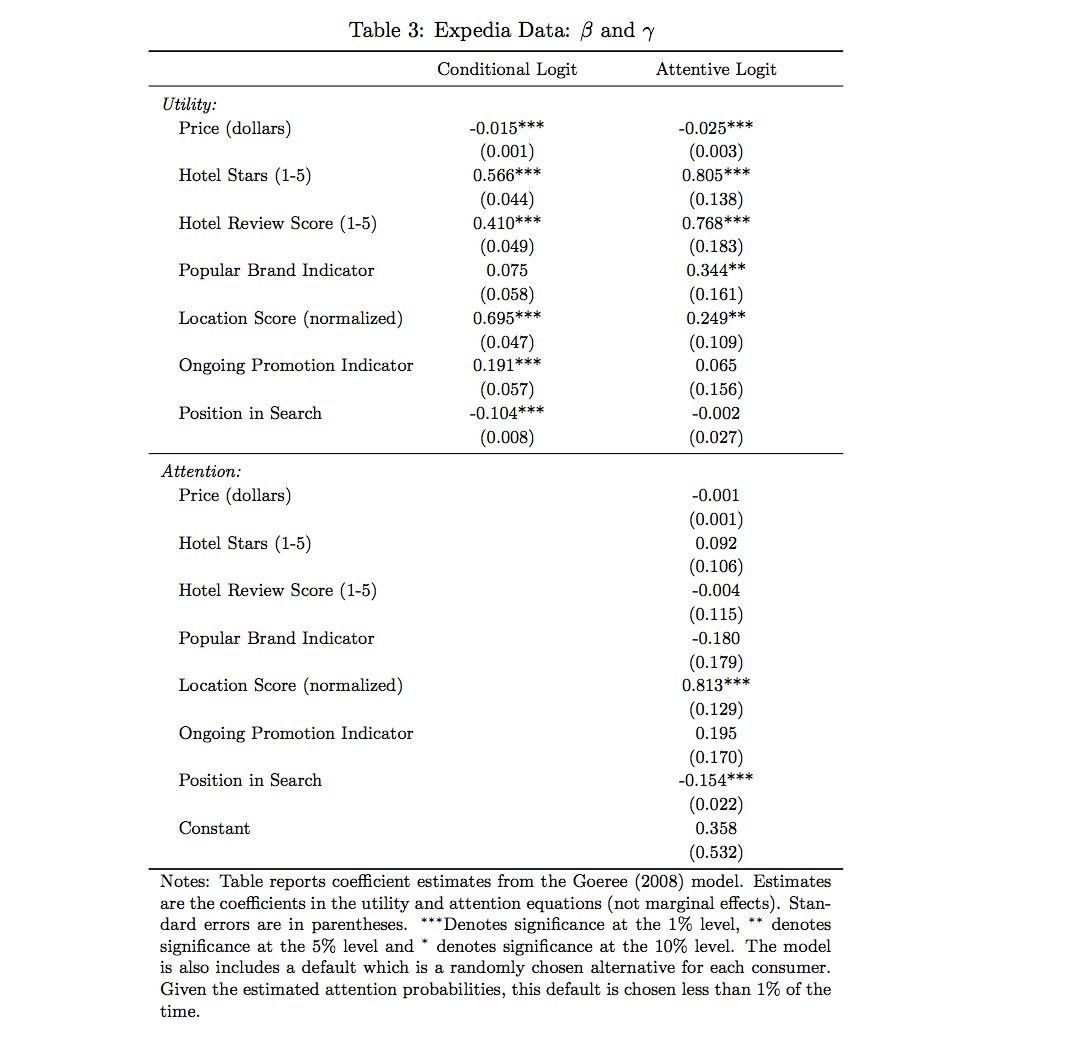 Table 3: Expedia Data: β and γ
Conditional Logit Attentive Logit
Utility:
Price (dollars) -0.015*** -0.025***
(0.001) (0.003)
Hotel Stars (1-5) 0.566*** 0.805***
(0.044) (0.138)
Hotel Review Score (1-5) 0.410*** 0.768***
(0.049) (0.183)
Popular Brand Indicator 0.075 0.344**
(0.058) (0.161)
Location Score (normalized) 0.695*** 0.249**
(0.047) (0.109)
Ongoing Promotion Indicator 0.191*** 0.065
(0.057) (0.156)
Position in Search -0.104*** -0.002
(0.008) (0.027)
Attention:
Price (dollars) -0.001
(0.001)
Hotel Stars (1-5) 0.092
(0.106)
Hotel Review Score (1-5) -0.004
(0.115)
Popular Brand Indicator -0.180
(0.179)
Location Score (normalized) 0.813***
(0.129)
Ongoing Promotion Indicator 0.195
(0.170)
Position in Search -0.154***
(0.022)
Constant 0.358
(0.532)
Notes: Table reports coefficient estimates from the Goeree (2008) model. Estimates
are the coefficients in the utility and attention equations (not marginal effects). Stan-
dard errors are in parentheses. ***Denotes significance at the 1% level, ** denotes
significance at the 5% level and * denotes significance at the 10% level. The model
is also includes a default which is a randomly chosen alternative for each consumer.
Given the estimated attention probabilities, this default is chosen less than 1% of the
time.